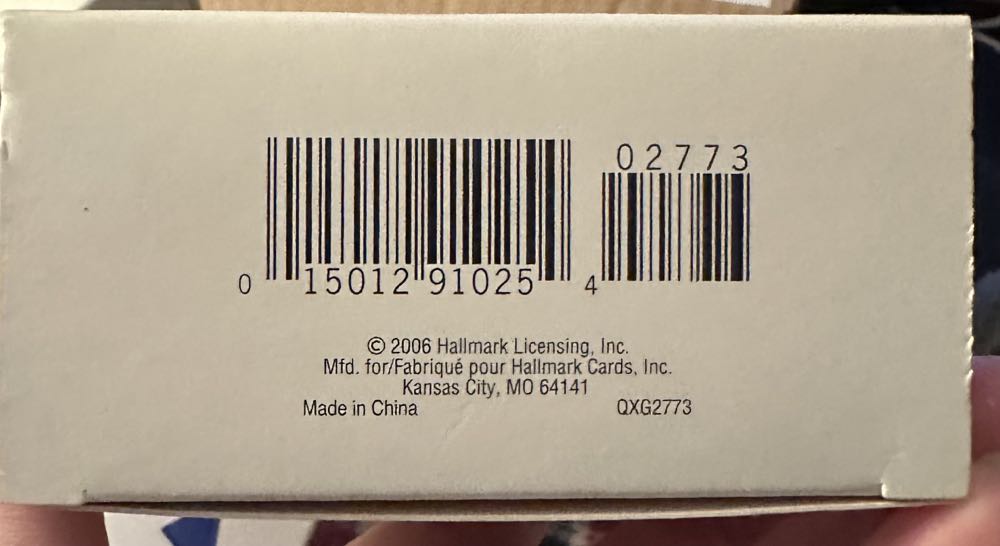 02773
0 15012 91025 4
© 2006 Hallmark Licensing, Inc.
Mfd. for/Fabriqué pour Hallmark Cards, Inc.
Kansas City, MO 64141
Made in China QXG2773